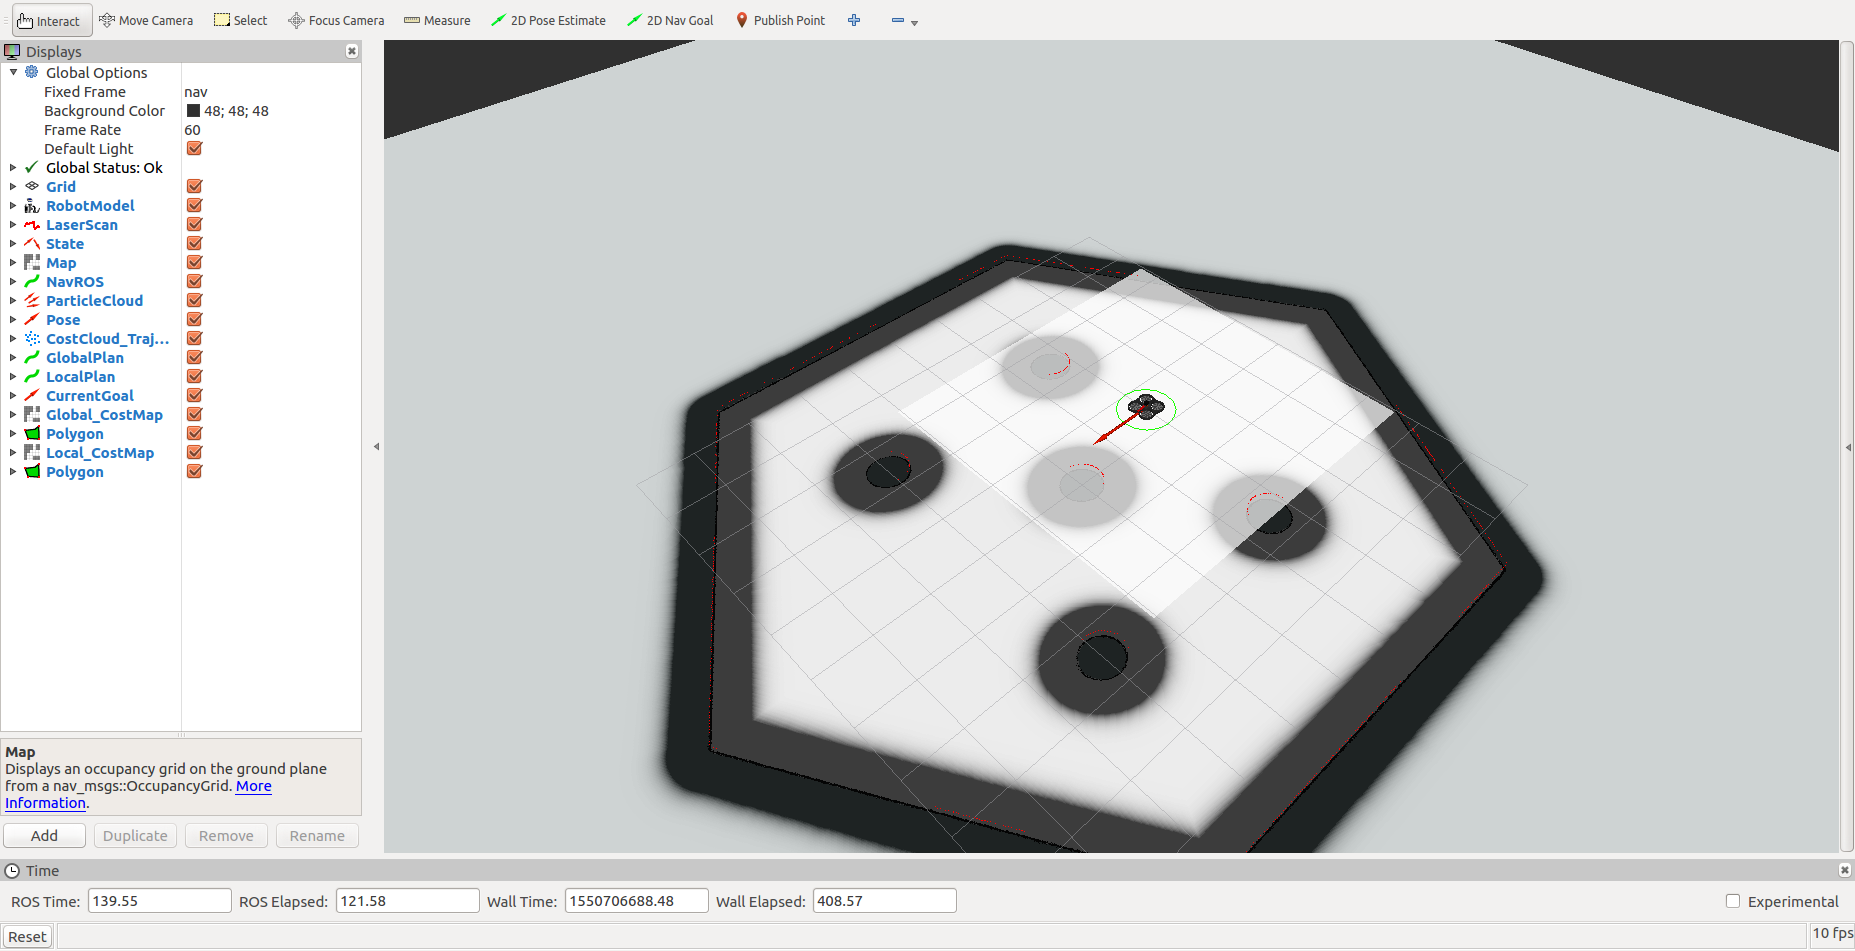 Interact Move Camera Select Focus Camera Measure 2D Pose Estimate 2D Nav Goal Publish Point
Displays
Global Options
Fixed Frame nav
Background Color 48; 48; 48
Frame Rate 60
Default Light
Global Status: Ok
Grid
RobotModel
LaserScan
State
Map
NavROS
ParticleCloud
Pose
CostCloud_Traj...
GlobalPlan
LocalPlan
CurrentGoal
Global_CostMap
Polygon
Local_CostMap
Polygon
Map
Displays an occupancy grid on the ground plane
from a nav_msgs::OccupancyGrid. More
Information.
Add Duplicate Remove Rename
Time
ROS Time: 139.55 ROS Elapsed: 121.58 Wall Time: 1550706688.48 Wall Elapsed: 408.57 Experimental
Reset 10 fps